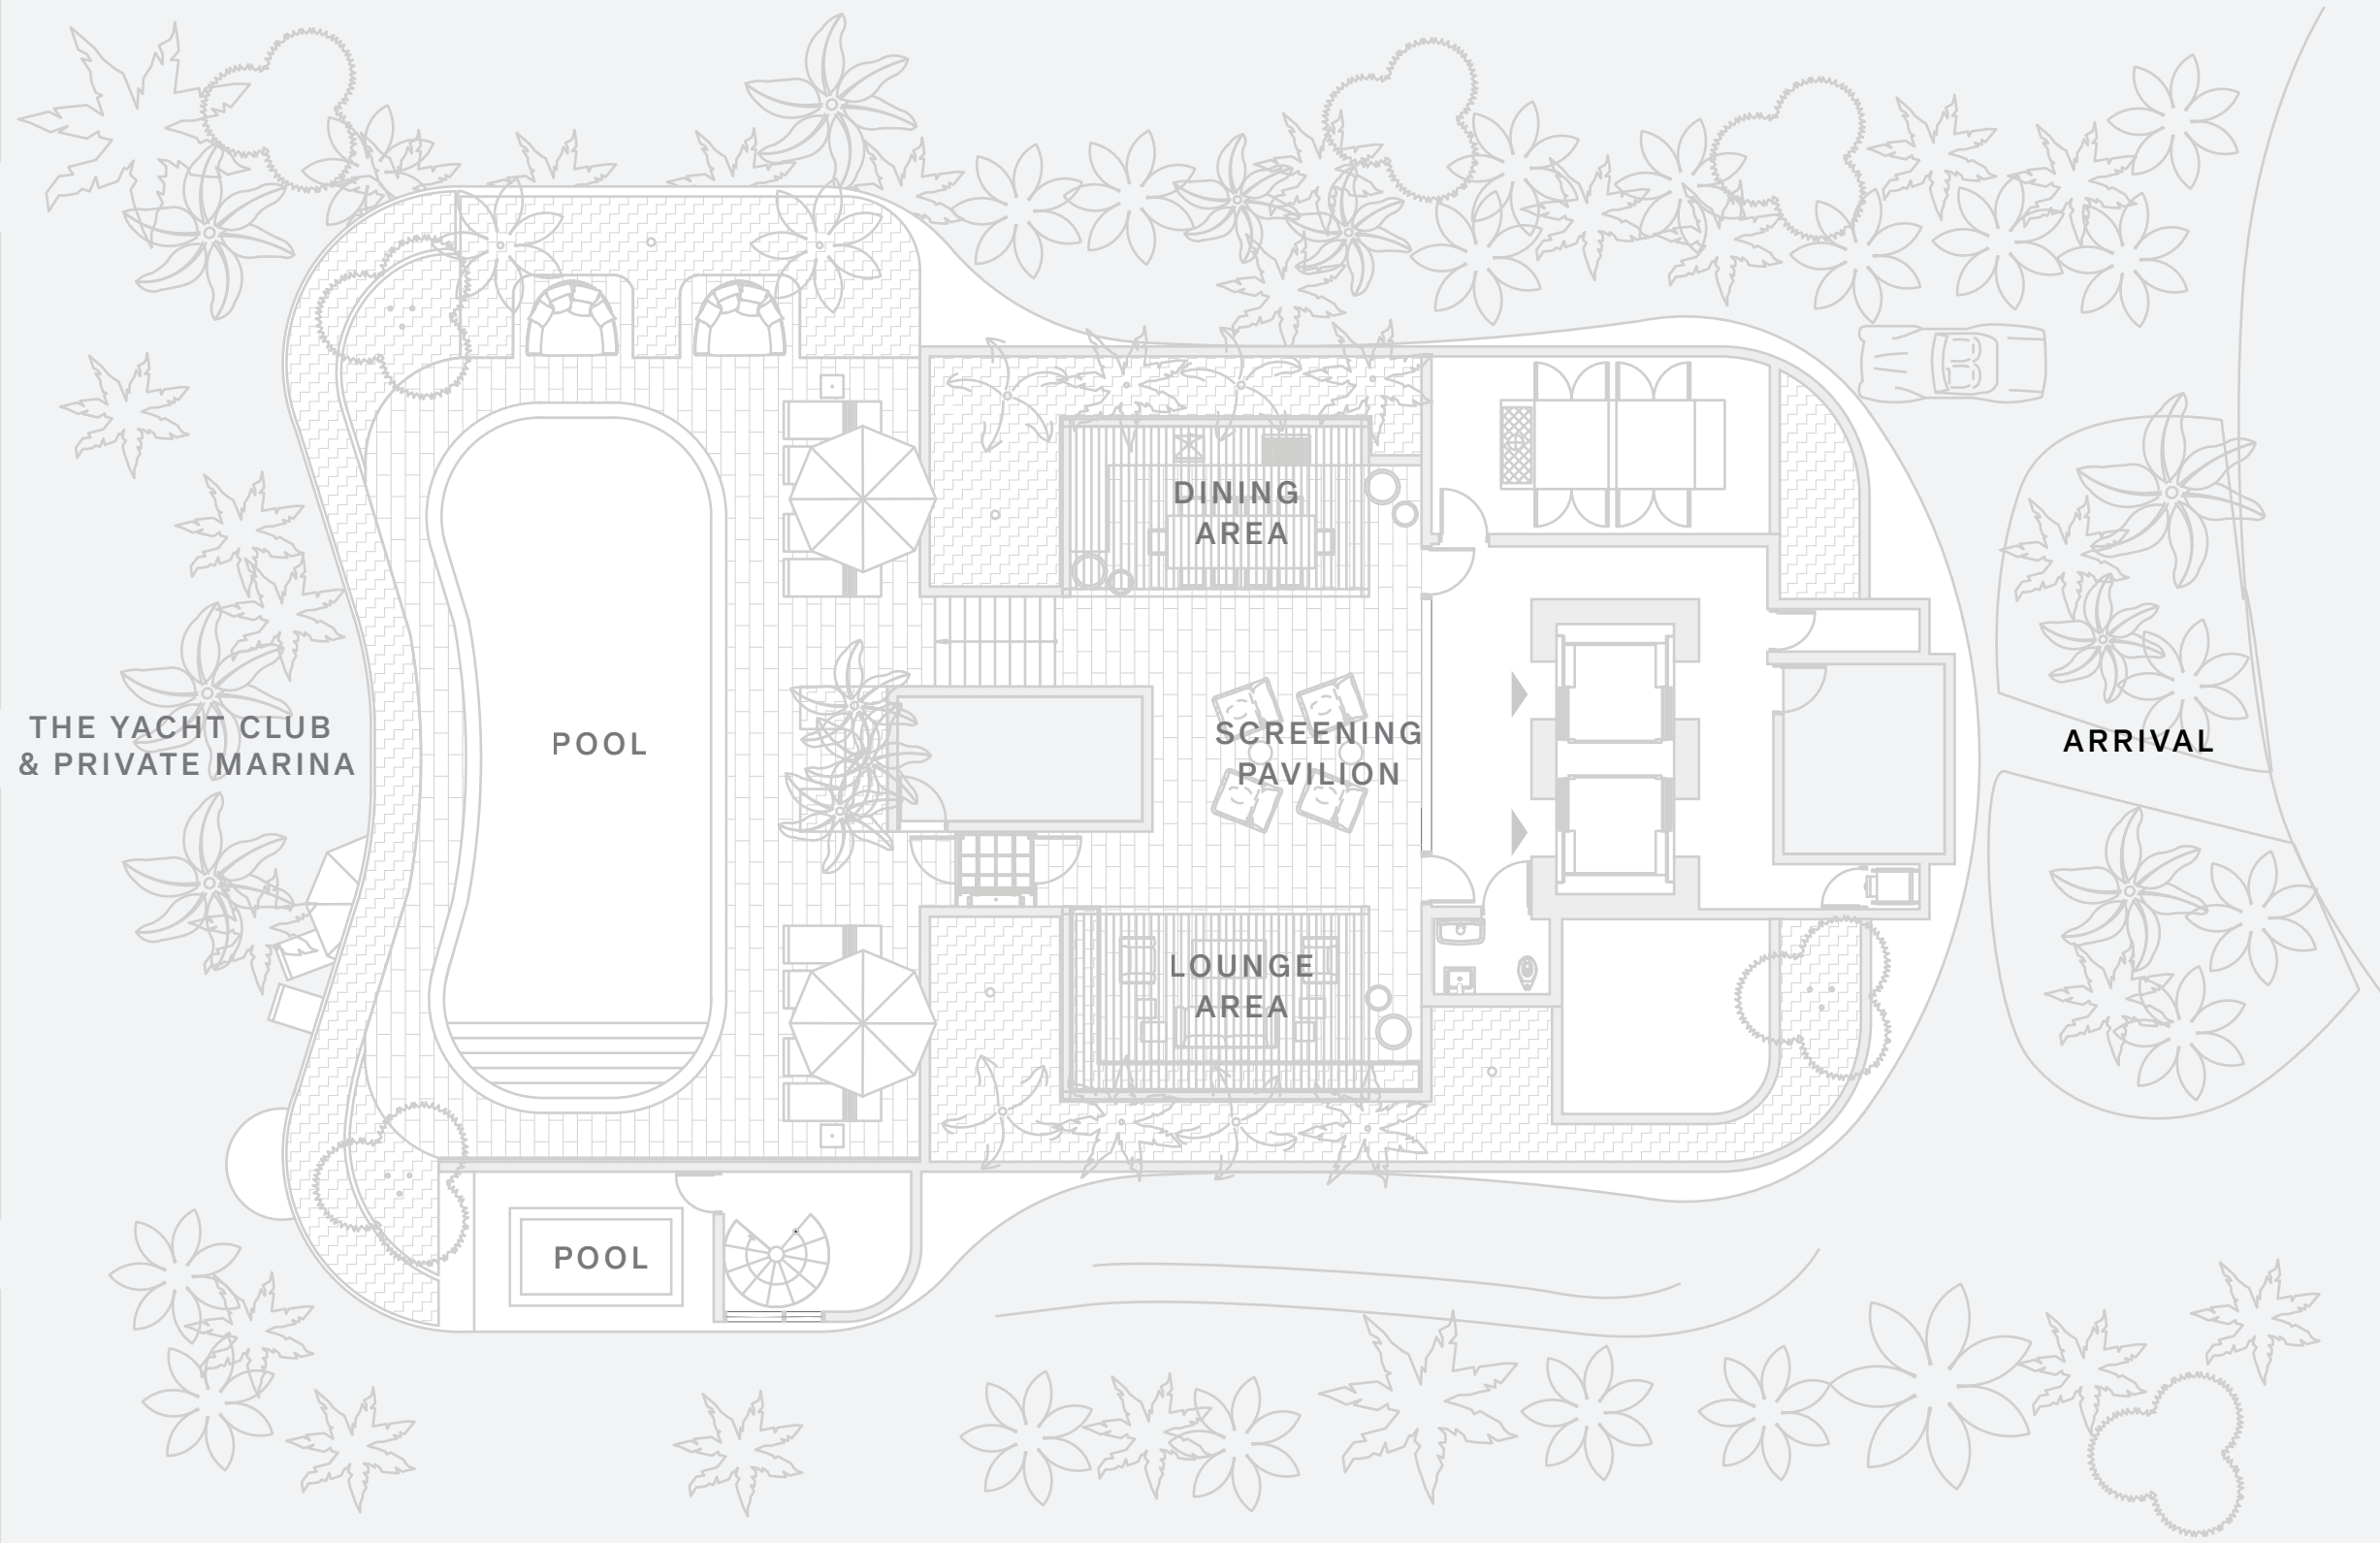 DINING
AREA
THE YACHT CLUB
& PRIVATE MARINA
POOL
SCREENING
PAVILION
ARRIVAL
LOUNGE
AREA
POOL